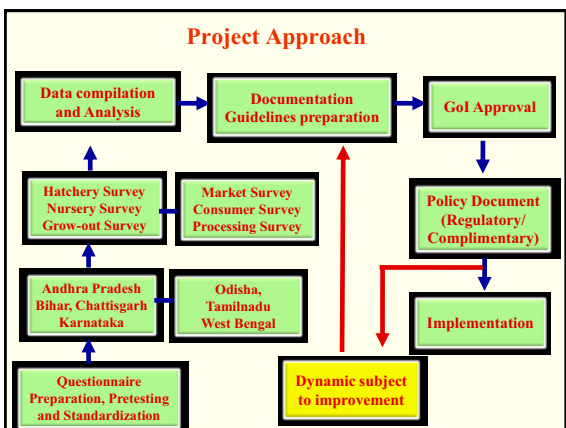 Project Approach
Data compilation
and Analysis
Documentation
Guidelines preparation
GoI Approval
Hatchery Survey
Nursery Survey
Grow-out Survey
Market Survey
Consumer Survey
Processing Survey
Policy Document
(Regulatory/
Complimentary)
Andhra Pradesh
Bihar, Chattisgarh
Karnataka
Odisha,
Tamilnadu
West Bengal
Implementation
Questionnaire
Preparation, Pretesting
and Standardization
Dynamic subject
to improvement